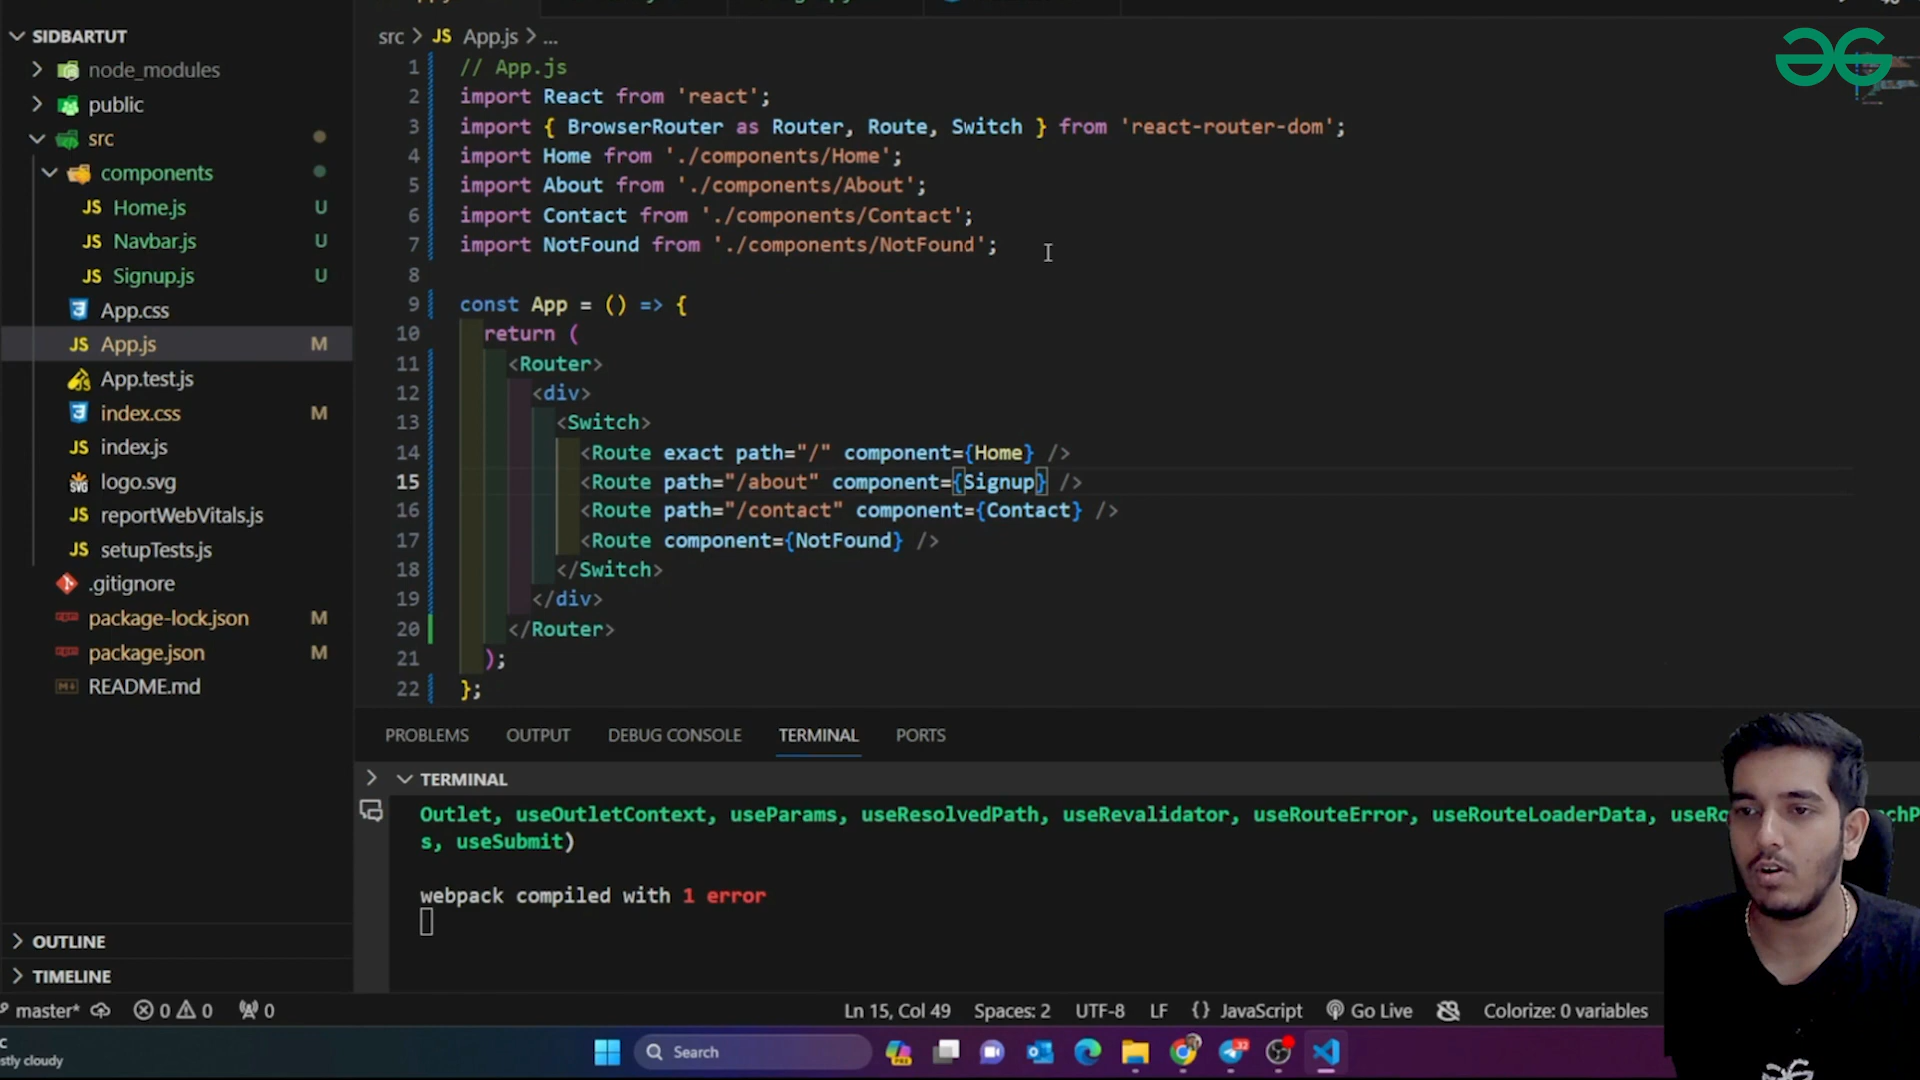 SIDBARTUT
node_modules
public
src
components
Home.js U
Navbar.js U
Signup.js U
App.css
App.js M
App.test.js
index.css M
index.js
logo.svg
reportWebVitals.js
setupTests.js
.gitignore
package-lock.json M
package.json M
README.md
OUTLINE
TIMELINE
src > JS App.js > ...
1 // App.js
2 import React from 'react';
3 import { BrowserRouter as Router, Route, Switch } from 'react-router-dom';
4 import Home from './components/Home';
5 import About from './components/About';
6 import Contact from './components/Contact';
7 import NotFound from './components/NotFound';
8
9 const App = () => {
10 return (
11 <Router>
12 <div>
13 <Switch>
14 <Route exact path="/" component={Home} />
15 <Route path="/about" component={Signup} />
16 <Route path="/contact" component={Contact} />
17 <Route component={NotFound} />
18 </Switch>
19 </div>
20 </Router>
21 );
22 };
PROBLEMS OUTPUT DEBUG CONSOLE TERMINAL PORTS
TERMINAL
Outlet, useOutletContext, useParams, useResolvedPath, useRevalidator, useRouteError, useRouteLoaderData,
s, useSubmit)
webpack compiled with 1 error
master* 0 0 0 Ln 15, Col 49 Spaces: 2 UTF-8 LF {} JavaScript Go Live Colorize: 0 variables
Search
cloudy